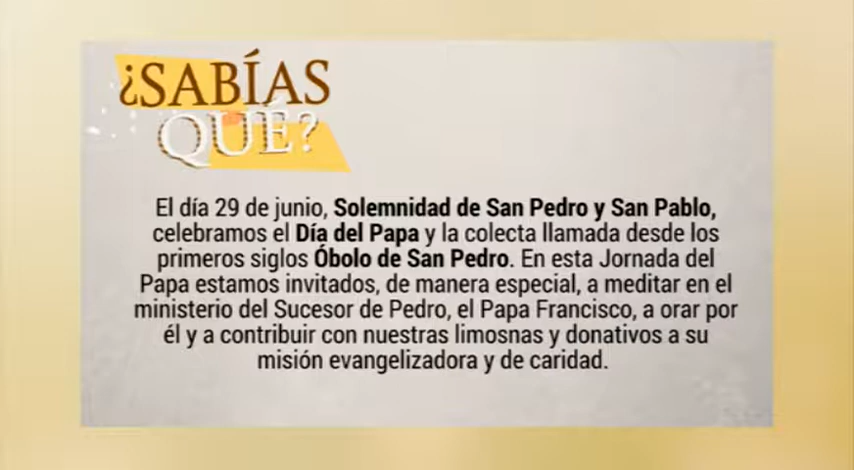 ¿SABÍAS
QUÉ?
El día 29 de junio, Solemnidad de San Pedro y San Pablo,
celebramos el Día del Papa y la colecta llamada desde los
primeros siglos Óbolo de San Pedro. En esta Jornada del
Papa estamos invitados, de manera especial, a meditar en el
ministerio del Sucesor de Pedro, el Papa Francisco, a orar por
él y a contribuir con nuestras limosnas y donativos a su
misión evangelizadora y de caridad.